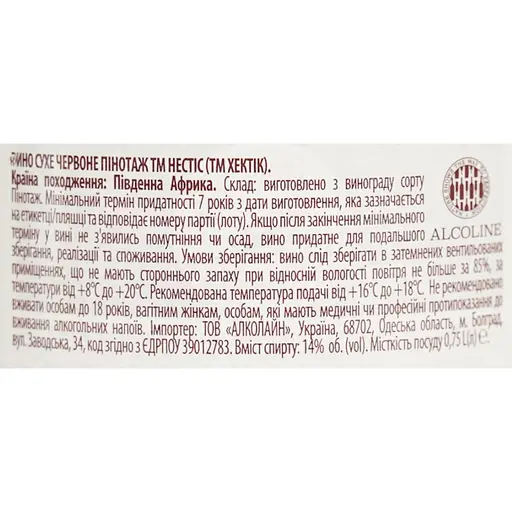 ВИНО СУХЕ ЧЕРВОНЕ ПІНОТАЖ ТМ НЕСТІС (ТМ ХЕКТІК).
Країна походження: Південна Африка. Склад: виготовлено з винограду сорту
Пінотаж. Мінімальний термін придатності 7 років з дати виготовлення, яка зазначається
на етикетці/пляшці та відповідає номеру партії (лоту). Якщо після закінчення мінімального
терміну у вині не з'явились помутніння чи осад, вино придатне для подальшого
зберігання, реалізації та споживання. Умови зберігання: вино слід зберігати в затемнених вентильованих
приміщеннях, що не мають стороннього запаху при відносній вологості повітря не більше за 85%, за
температури від +8°С до +20°С. Рекомендована температура подачі від +16°С до +18°С. Не рекомендовано
вживати особам до 18 років, вагітним жінкам, особам, які мають медичні чи професійні протипоказання до
вживання алкогольних напоїв. Імпортер: ТОВ «АЛКОЛАЙН», Україна, 68702, Одеська область, м. Болград,
вул. Заводська, 34, код згідно з ЄДРПОУ 39012783. Вміст спирту: 14% об. (vol). Місткість посуду 0,75 L(л) ℮.
ALCOLINE